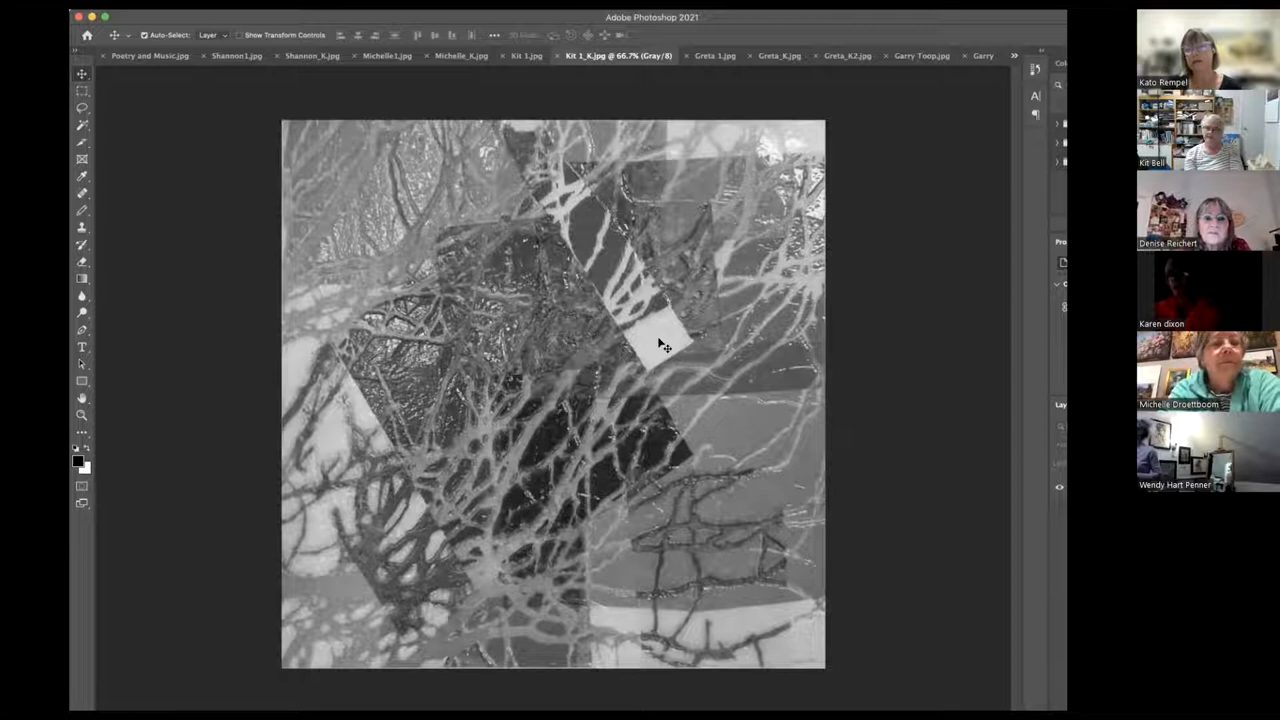 Adobe Photoshop 2021
Auto-Select: Layer Show Transform Controls
Poetry and Music.jpg Shannon1.jpg Shannon_K.jpg Michelle1.jpg Michelle_K.jpg Kit 1.jpg Kit 1_K.jpg @ 66.7% (Gray/8) Greta 1.jpg Greta_K.jpg Greta_K2.jpg Garry Toop.jpg Garry
Kato Rempel
Kit Bell
Denise Reichert
Karen dixon
Michelle Droettboom
Wendy Hart Penner